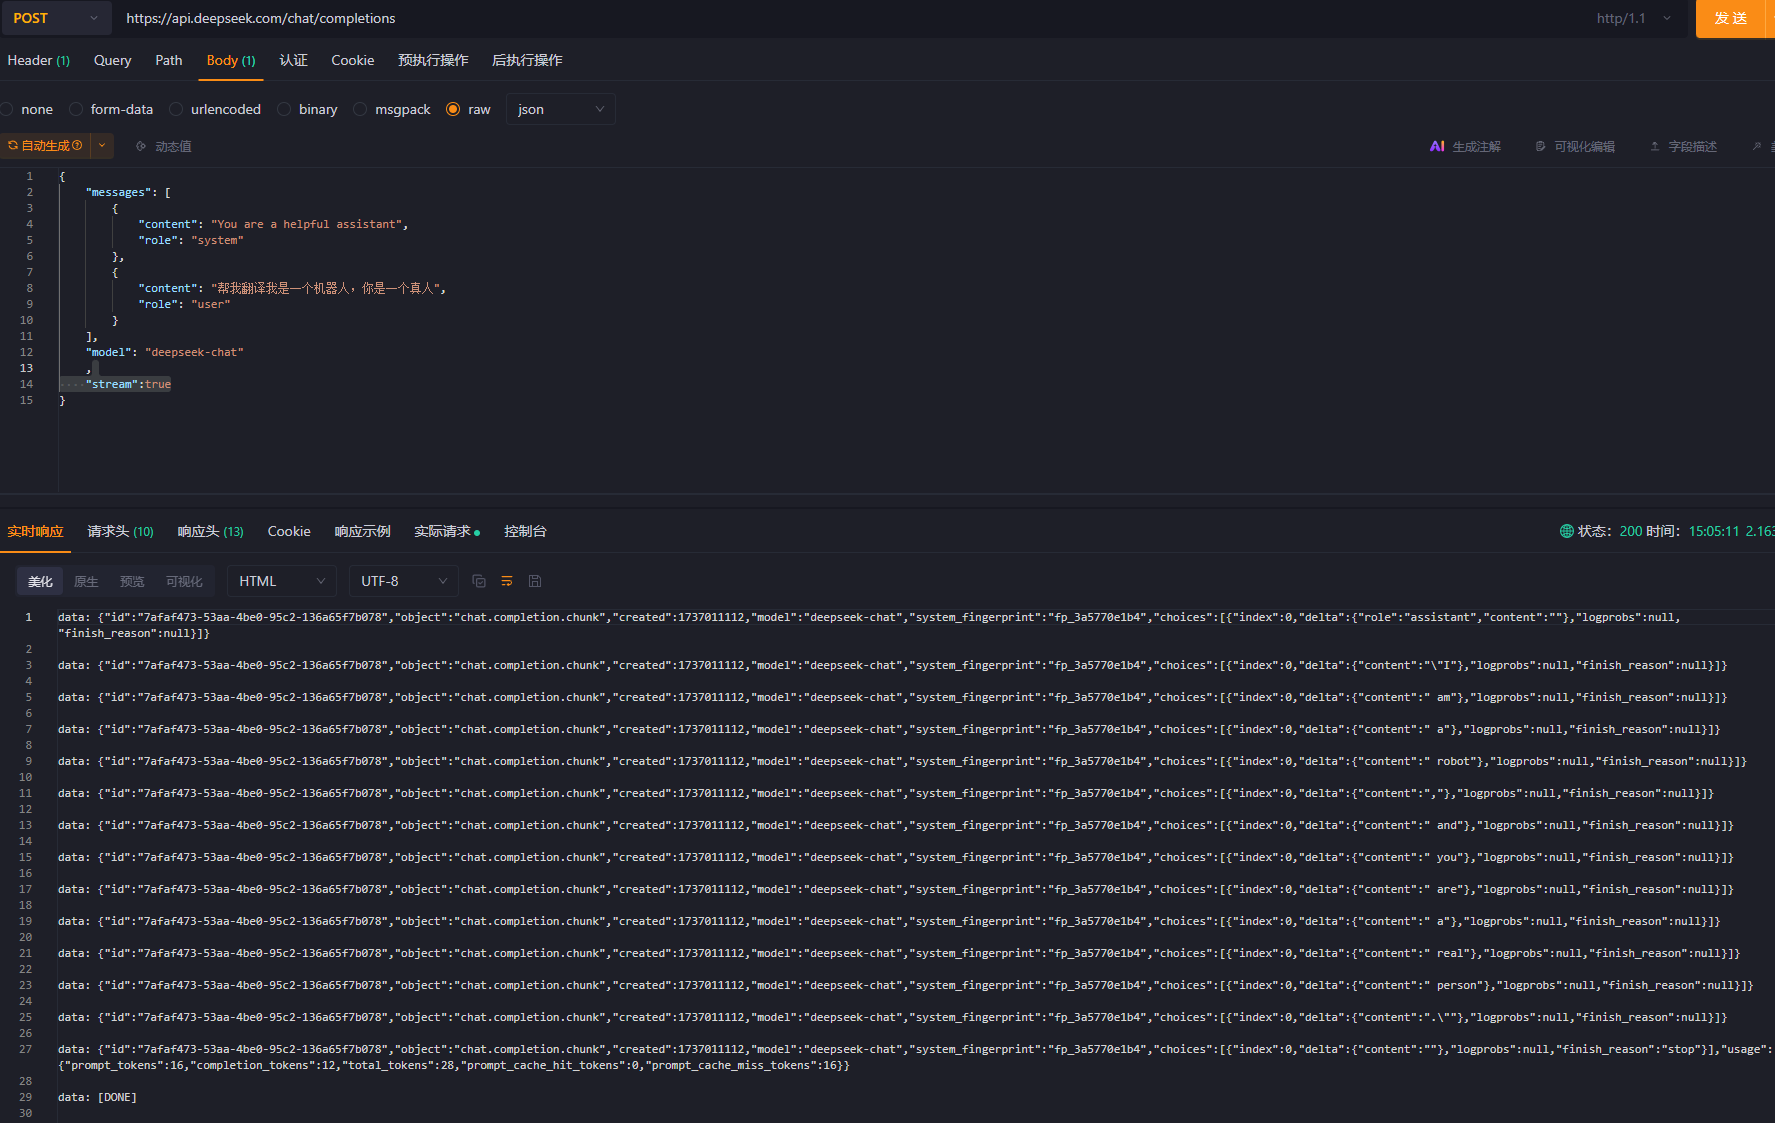 POST https://api.deepseek.com/chat/completions http/1.1 发 送
Header (1) Query Path Body (1) 认证 Cookie 预执行操作 后执行操作
none form-data urlencoded binary msgpack raw json
自动生成 动态值 AI 生成注解 可视化编辑 字段描述
1 {
2 "messages": [
3 {
4 "content": "You are a helpful assistant",
5 "role": "system"
6 },
7 {
8 "content": "帮我翻译我是一个机器人，你是一个真人",
9 "role": "user"
10 }
11 ],
12 "model": "deepseek-chat"
13 ,
14 "stream":true
15 }
实时响应 请求头 (10) 响应头 (13) Cookie 响应示例 实际请求 控制台 状态： 200 时间： 15:05:11 2.163
美化 原生 预览 可视化 HTML UTF-8
1 data: {"id":"7afaf473-53aa-4be0-95c2-136a65f7b078","object":"chat.completion.chunk","created":1737011112,"model":"deepseek-chat","system_fingerprint":"fp_3a5770e1b4","choices":[{"index":0,"delta":{"role":"assistant","content":""},"logprobs":null,
"finish_reason":null}]}
2
3 data: {"id":"7afaf473-53aa-4be0-95c2-136a65f7b078","object":"chat.completion.chunk","created":1737011112,"model":"deepseek-chat","system_fingerprint":"fp_3a5770e1b4","choices":[{"index":0,"delta":{"content":"\"I"},"logprobs":null,"finish_reason":null}]}
4
5 data: {"id":"7afaf473-53aa-4be0-95c2-136a65f7b078","object":"chat.completion.chunk","created":1737011112,"model":"deepseek-chat","system_fingerprint":"fp_3a5770e1b4","choices":[{"index":0,"delta":{"content":" am"},"logprobs":null,"finish_reason":null}]}
6
7 data: {"id":"7afaf473-53aa-4be0-95c2-136a65f7b078","object":"chat.completion.chunk","created":1737011112,"model":"deepseek-chat","system_fingerprint":"fp_3a5770e1b4","choices":[{"index":0,"delta":{"content":" a"},"logprobs":null,"finish_reason":null}]}
8
9 data: {"id":"7afaf473-53aa-4be0-95c2-136a65f7b078","object":"chat.completion.chunk","created":1737011112,"model":"deepseek-chat","system_fingerprint":"fp_3a5770e1b4","choices":[{"index":0,"delta":{"content":" robot"},"logprobs":null,"finish_reason":null}]}
10
11 data: {"id":"7afaf473-53aa-4be0-95c2-136a65f7b078","object":"chat.completion.chunk","created":1737011112,"model":"deepseek-chat","system_fingerprint":"fp_3a5770e1b4","choices":[{"index":0,"delta":{"content":","},"logprobs":null,"finish_reason":null}]}
12
13 data: {"id":"7afaf473-53aa-4be0-95c2-136a65f7b078","object":"chat.completion.chunk","created":1737011112,"model":"deepseek-chat","system_fingerprint":"fp_3a5770e1b4","choices":[{"index":0,"delta":{"content":" and"},"logprobs":null,"finish_reason":null}]}
14
15 data: {"id":"7afaf473-53aa-4be0-95c2-136a65f7b078","object":"chat.completion.chunk","created":1737011112,"model":"deepseek-chat","system_fingerprint":"fp_3a5770e1b4","choices":[{"index":0,"delta":{"content":" you"},"logprobs":null,"finish_reason":null}]}
16
17 data: {"id":"7afaf473-53aa-4be0-95c2-136a65f7b078","object":"chat.completion.chunk","created":1737011112,"model":"deepseek-chat","system_fingerprint":"fp_3a5770e1b4","choices":[{"index":0,"delta":{"content":" are"},"logprobs":null,"finish_reason":null}]}
18
19 data: {"id":"7afaf473-53aa-4be0-95c2-136a65f7b078","object":"chat.completion.chunk","created":1737011112,"model":"deepseek-chat","system_fingerprint":"fp_3a5770e1b4","choices":[{"index":0,"delta":{"content":" a"},"logprobs":null,"finish_reason":null}]}
20
21 data: {"id":"7afaf473-53aa-4be0-95c2-136a65f7b078","object":"chat.completion.chunk","created":1737011112,"model":"deepseek-chat","system_fingerprint":"fp_3a5770e1b4","choices":[{"index":0,"delta":{"content":" real"},"logprobs":null,"finish_reason":null}]}
22
23 data: {"id":"7afaf473-53aa-4be0-95c2-136a65f7b078","object":"chat.completion.chunk","created":1737011112,"model":"deepseek-chat","system_fingerprint":"fp_3a5770e1b4","choices":[{"index":0,"delta":{"content":" person"},"logprobs":null,"finish_reason":null}]}
24
25 data: {"id":"7afaf473-53aa-4be0-95c2-136a65f7b078","object":"chat.completion.chunk","created":1737011112,"model":"deepseek-chat","system_fingerprint":"fp_3a5770e1b4","choices":[{"index":0,"delta":{"content":".\""},"logprobs":null,"finish_reason":null}]}
26
27 data: {"id":"7afaf473-53aa-4be0-95c2-136a65f7b078","object":"chat.completion.chunk","created":1737011112,"model":"deepseek-chat","system_fingerprint":"fp_3a5770e1b4","choices":[{"index":0,"delta":{"content":""},"logprobs":null,"finish_reason":"stop"}],"usage":
{"prompt_tokens":16,"completion_tokens":12,"total_tokens":28,"prompt_cache_hit_tokens":0,"prompt_cache_miss_tokens":16}}
28
29 data: [DONE]
30